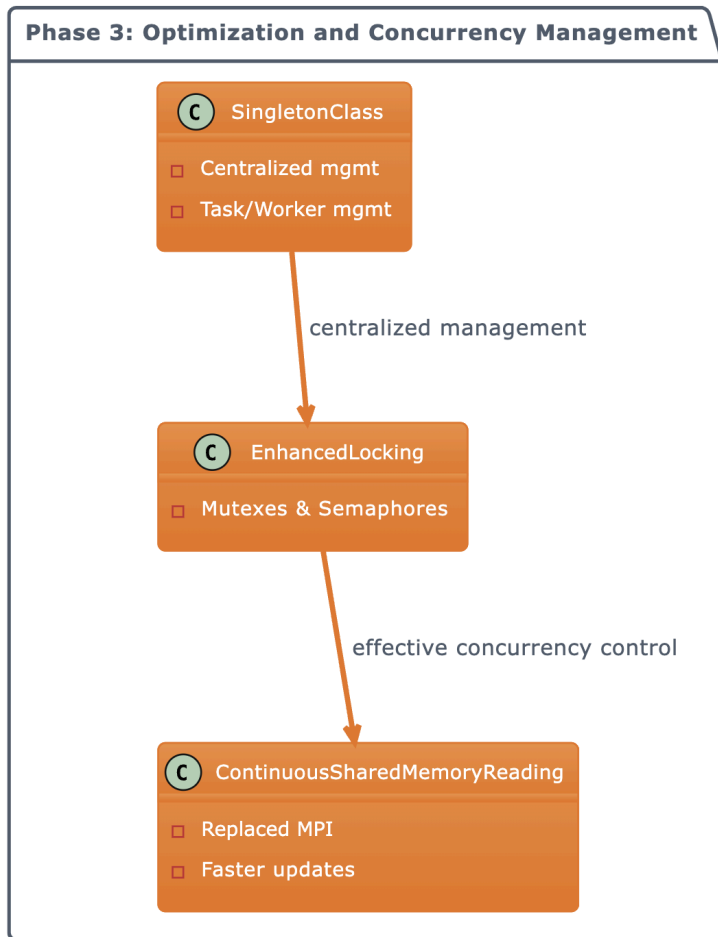 Phase 3: Optimization and Concurrency Management
C SingletonClass
Centralized mgmt
Task/Worker mgmt
centralized management
C EnhancedLocking
Mutexes & Semaphores
effective concurrency control
C ContinuousSharedMemoryReading
Replaced MPI
Faster updates